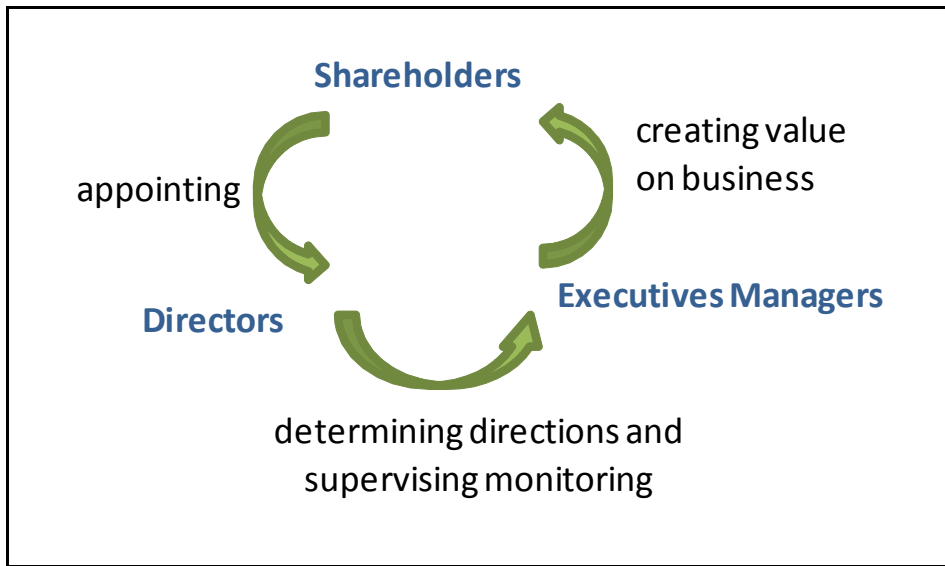 Shareholders
creating value
on business
appointing
Executives Managers
Directors
determining directions and
supervising monitoring